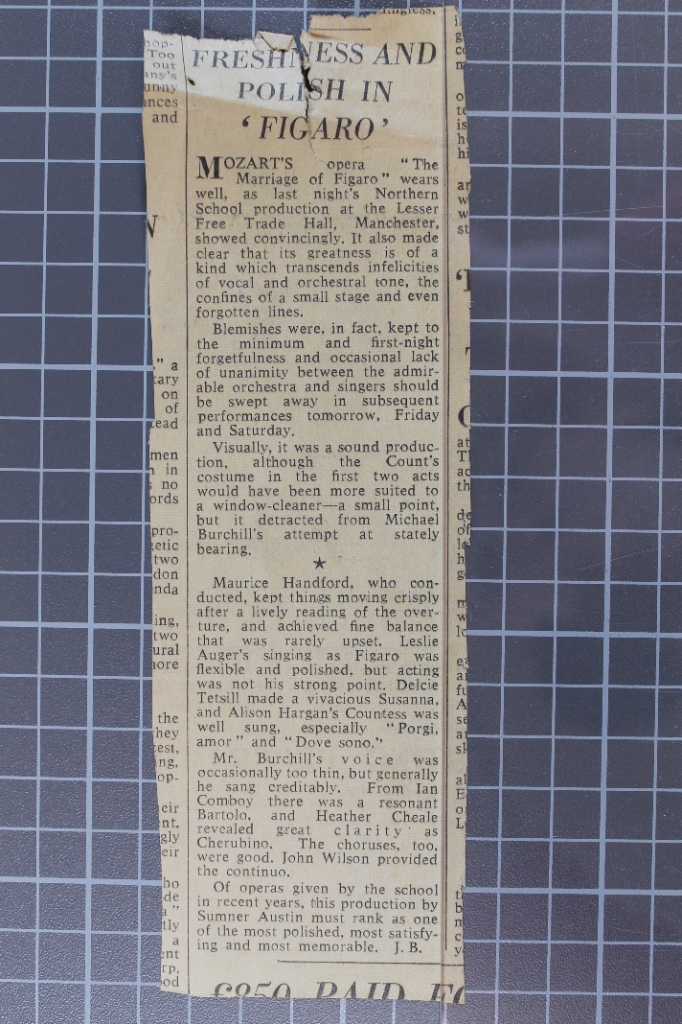 FRESHNESS AND
POLISH IN
‘FIGARO’
MOZART'S opera “The
Marriage of Figaro” wears
well, as last night's Northern
School production at the Lesser
Free Trade Hall, Manchester,
showed convincingly. It also made
clear that its greatness is of a
kind which transcends infelicities
of vocal and orchestral tone, the
confines of a small stage and even
forgotten lines.
Blemishes were, in fact, kept to
the minimum and first-night
forgetfulness and occasional lack
of unanimity between the admir-
able orchestra and singers should
be swept away in subsequent
performances tomorrow, Friday
and Saturday.
Visually, it was a sound produc-
tion, although the Count's
costume in the first two acts
would have been more suited to
a window-cleaner—a small point,
but it detracted from Michael
Burchill's attempt at stately
bearing.
★
Maurice Handford, who con-
ducted, kept things moving crisply
after a lively reading of the over-
ture, and achieved fine balance
that was rarely upset. Leslie
Auger's singing as Figaro was
flexible and polished, but acting
was not his strong point. Delcie
Tetsill made a vivacious Susanna,
and Alison Hargan's Countess was
well sung, especially “Porgi,
amor” and “Dove sono.”
Mr. Burchill's voice was
occasionally too thin, but generally
he sang creditably. From Ian
Comboy there was a resonant
Bartolo, and Heather Cheale
revealed great clarity as
Cherubino. The choruses, too,
were good. John Wilson provided
the continuo.
Of operas given by the school
in recent years, this production by
Sumner Austin must rank as one
of the most polished, most satisfy-
ing and most memorable. J. B.
£850 PAID